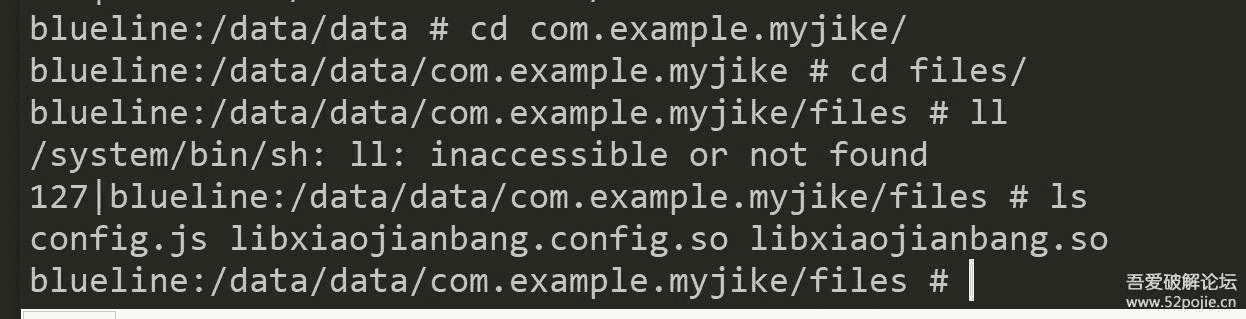 blueline:/data/data # cd com.example.myjike/
blueline:/data/data/com.example.myjike # cd files/
blueline:/data/data/com.example.myjike/files # ll
/system/bin/sh: ll: inaccessible or not found
127|blueline:/data/data/com.example.myjike/files # ls
config.js libxiaojianbang.config.so libxiaojianbang.so
blueline:/data/data/com.example.myjike/files #
吾爱破解论坛
www.52pojie.cn